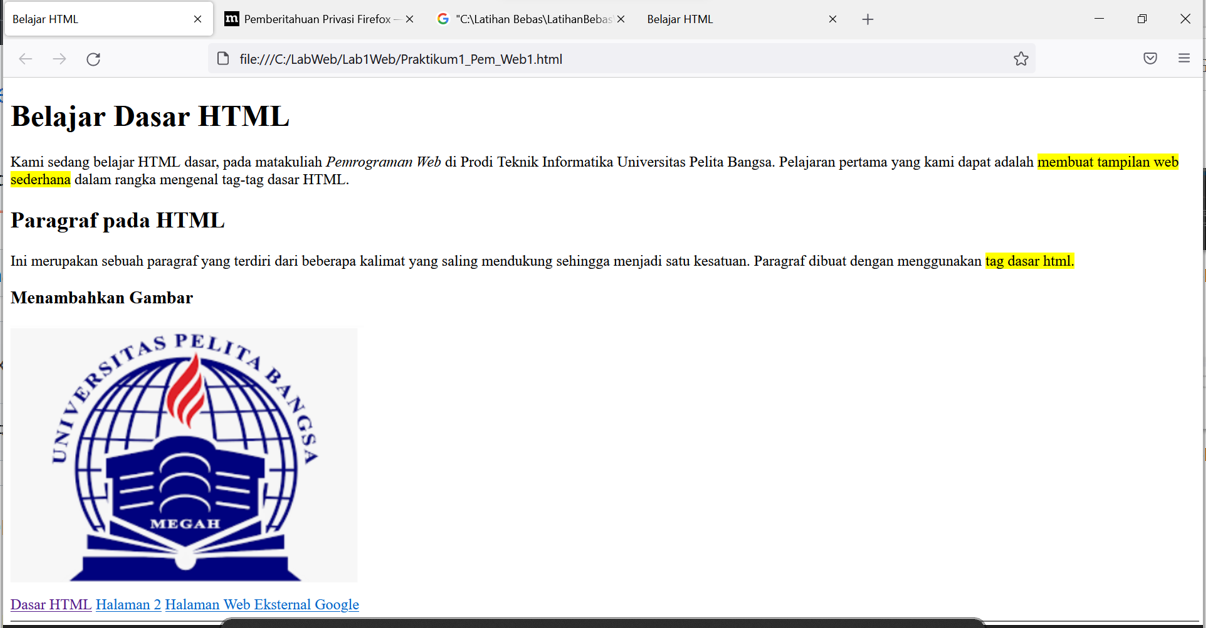 Belajar HTML
Pemberitahuan Privasi Firefox —
"C:\Latihan Bebas\LatihanBebas
Belajar HTML
file:///C:/LabWeb/Lab1Web/Praktikum1_Pem_Web1.html
Belajar Dasar HTML
Kami sedang belajar HTML dasar, pada matakuliah Pemrograman Web di Prodi Teknik Informatika Universitas Pelita Bangsa. Pelajaran pertama yang kami dapat adalah membuat tampilan web
sederhana dalam rangka mengenal tag-tag dasar HTML.
Paragraf pada HTML
Ini merupakan sebuah paragraf yang terdiri dari beberapa kalimat yang saling mendukung sehingga menjadi satu kesatuan. Paragraf dibuat dengan menggunakan tag dasar html.
Menambahkan Gambar
UNIVERSITAS PELITA BANGSA
MEGAH
Dasar HTML Halaman 2 Halaman Web Eksternal Google